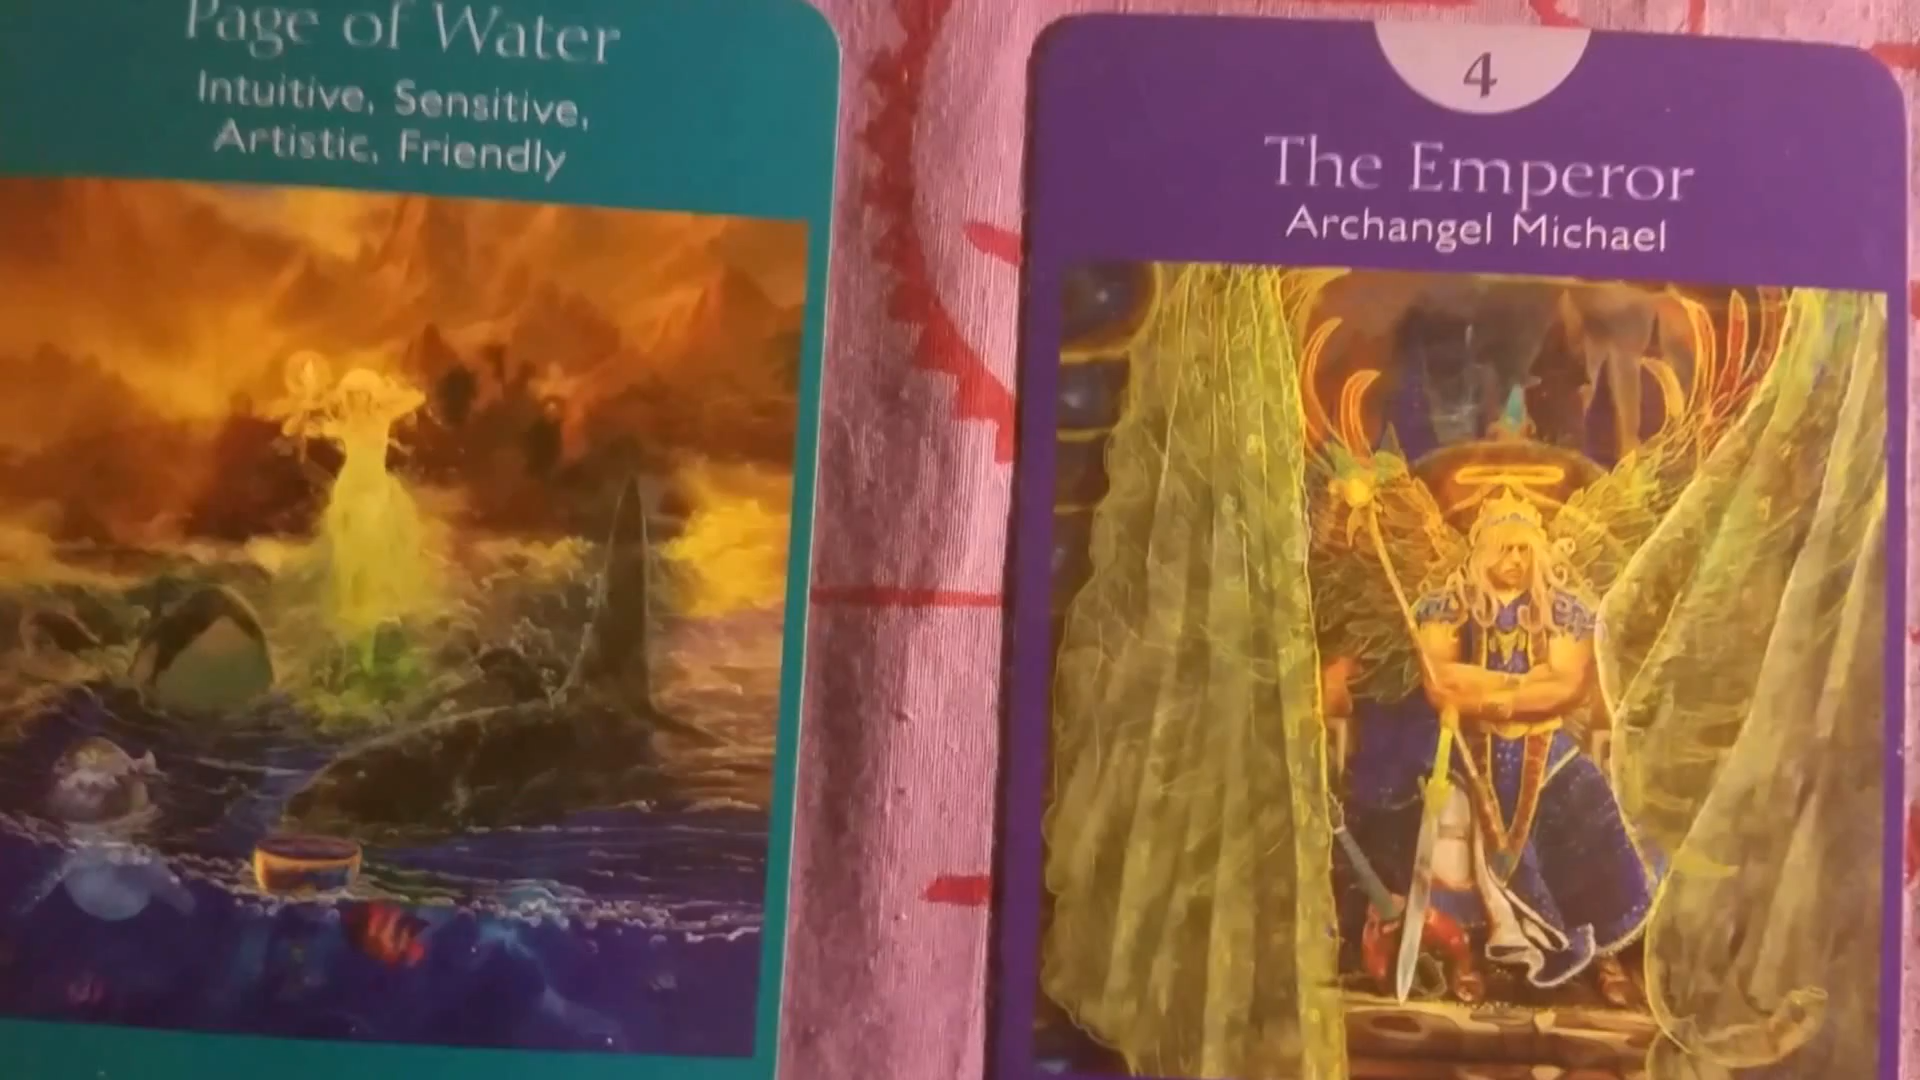 Page of Water
Intuitive, Sensitive,
Artistic, Friendly
4
The Emperor
Archangel Michael